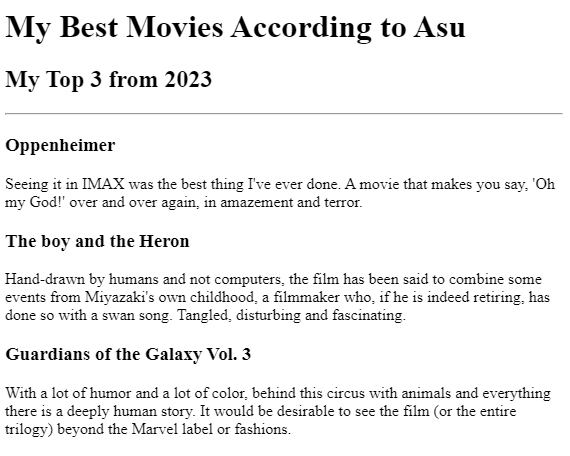 My Best Movies According to Asu
My Top 3 from 2023
Oppenheimer
Seeing it in IMAX was the best thing I've ever done. A movie that makes you say, 'Oh
my God!' over and over again, in amazement and terror.
The boy and the Heron
Hand-drawn by humans and not computers, the film has been said to combine some
events from Miyazaki's own childhood, a filmmaker who, if he is indeed retiring, has
done so with a swan song. Tangled, disturbing and fascinating.
Guardians of the Galaxy Vol. 3
With a lot of humor and a lot of color, behind this circus with animals and everything
there is a deeply human story. It would be desirable to see the film (or the entire
trilogy) beyond the Marvel label or fashions.